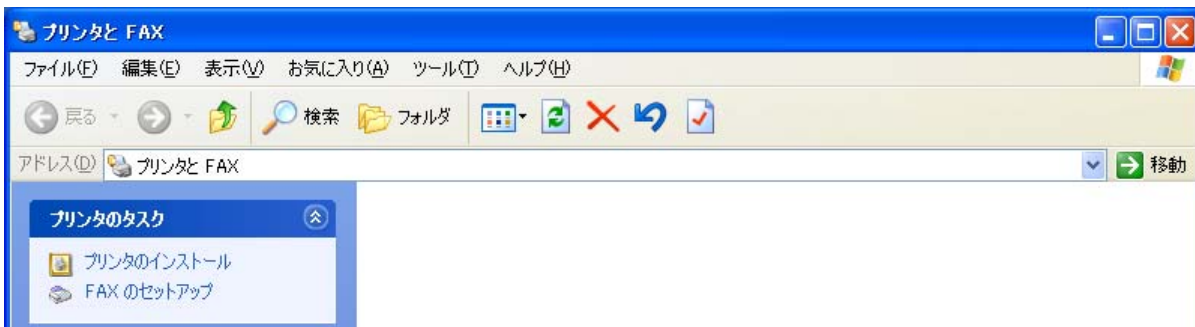 プリンタと FAX
ファイル(F) 編集(E) 表示(V) お気に入り(A) ツール(T) ヘルプ(H)
戻る 検索 フォルダ
アドレス(D) プリンタと FAX 移動
プリンタのタスク
プリンタのインストール
FAX のセットアップ